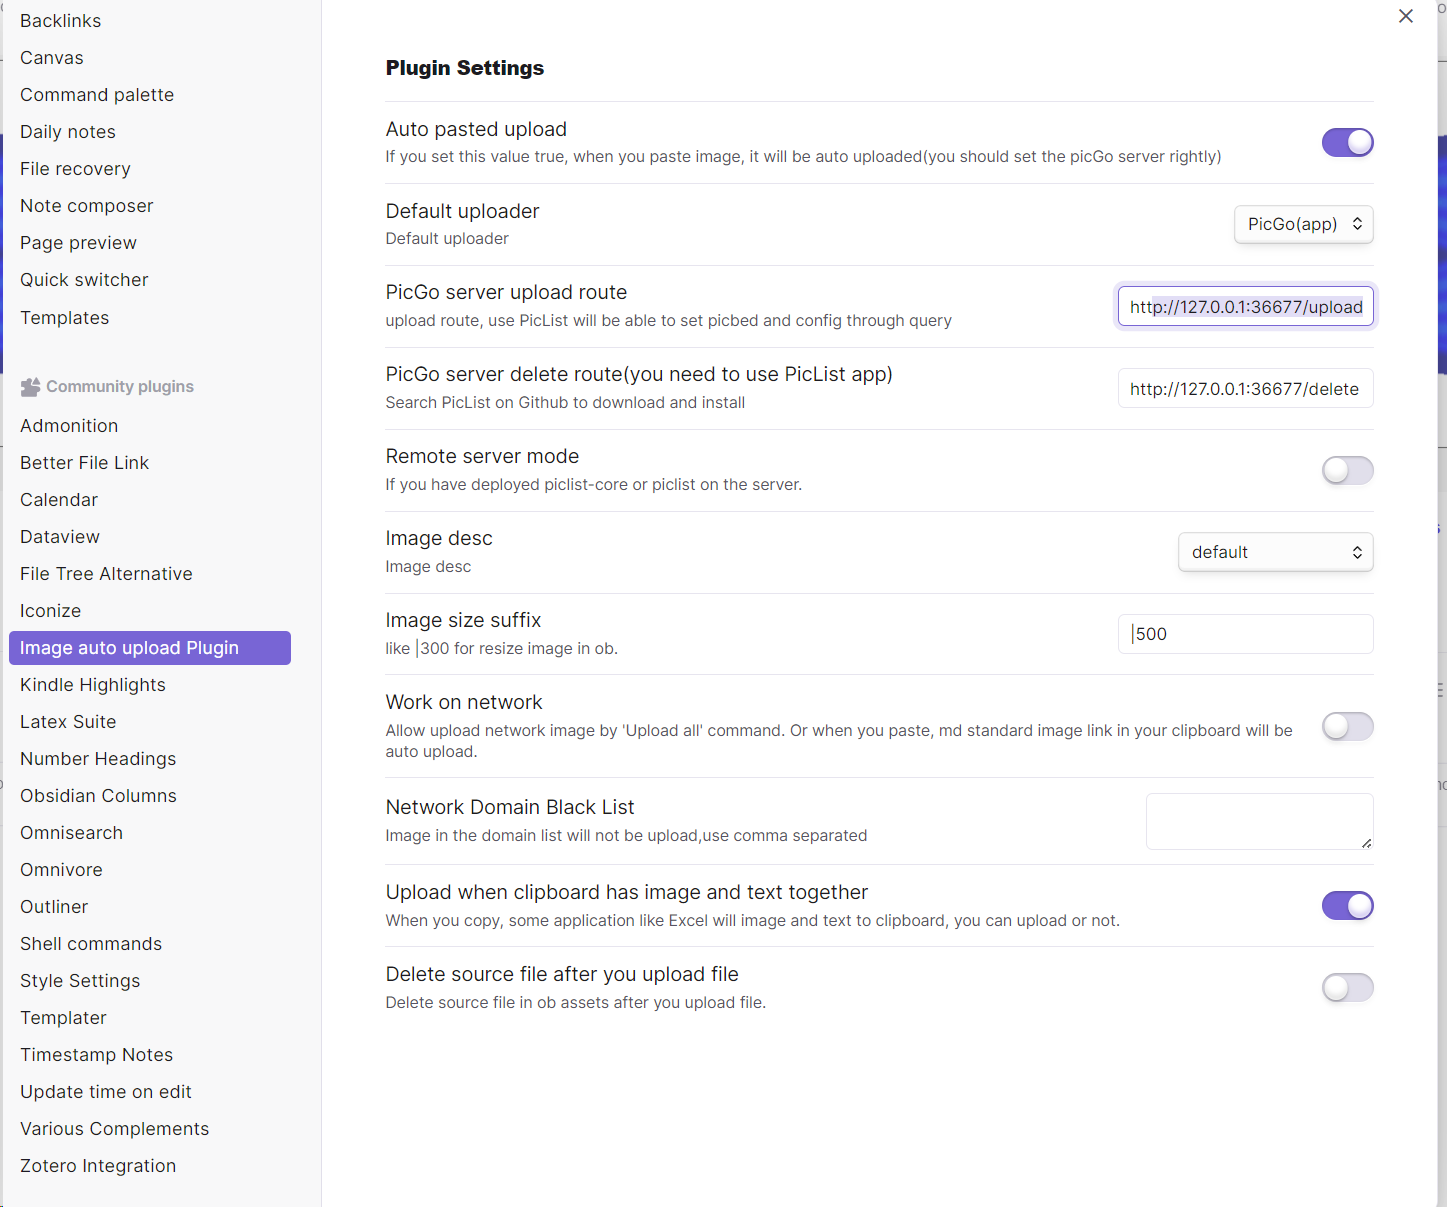 Backlinks
Canvas
Command palette
Daily notes
File recovery
Note composer
Page preview
Quick switcher
Templates
Community plugins
Admonition
Better File Link
Calendar
Dataview
File Tree Alternative
Iconize
Image auto upload Plugin
Kindle Highlights
Latex Suite
Number Headings
Obsidian Columns
Omnisearch
Omnivore
Outliner
Shell commands
Style Settings
Templater
Timestamp Notes
Update time on edit
Various Complements
Zotero Integration
Plugin Settings
Auto pasted upload
If you set this value true, when you paste image, it will be auto uploaded(you should set the picGo server rightly)
Default uploader
Default uploader
PicGo(app)
PicGo server upload route
upload route, use PicList will be able to set picbed and config through query
http://127.0.0.1:36677/upload
PicGo server delete route(you need to use PicList app)
Search PicList on Github to download and install
http://127.0.0.1:36677/delete
Remote server mode
If you have deployed piclist-core or piclist on the server.
Image desc
Image desc
default
Image size suffix
like |300 for resize image in ob.
|500
Work on network
Allow upload network image by 'Upload all' command. Or when you paste, md standard image link in your clipboard will be
auto upload.
Network Domain Black List
Image in the domain list will not be upload,use comma separated
Upload when clipboard has image and text together
When you copy, some application like Excel will image and text to clipboard, you can upload or not.
Delete source file after you upload file
Delete source file in ob assets after you upload file.